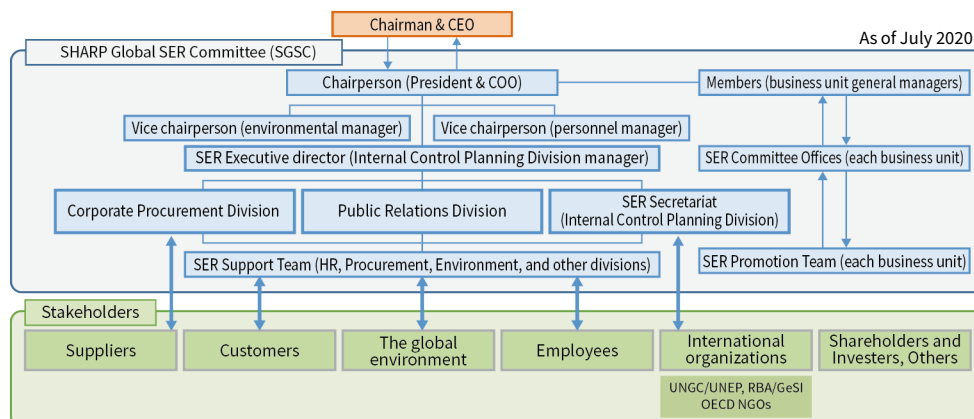 Chairman & CEO
As of July 2020
SHARP Global SER Committee (SGSC)
Chairperson (President & COO)
Members (business unit general managers)
Vice chairperson (environmental manager)
Vice chairperson (personnel manager)
SER Executive director (Internal Control Planning Division manager)
SER Committee Offices (each business unit)
Corporate Procurement Division
Public Relations Division
SER Secretariat
(Internal Control Planning Division)
SER Support Team (HR, Procurement, Environment, and other divisions)
SER Promotion Team (each business unit)
Stakeholders
Suppliers
Customers
The global
environment
Employees
International
organizations
Shareholders and
Investers, Others
UNGC/UNEP, RBA/GeSI
OECD NGOs